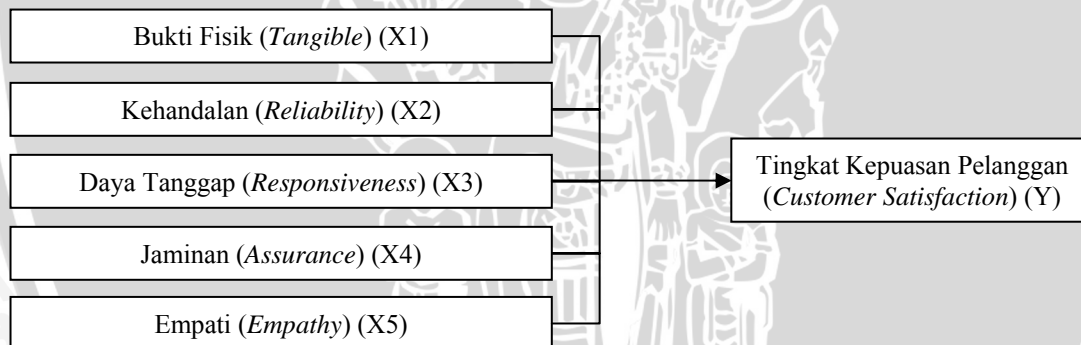 Bukti Fisik (Tangible) (X1)
Kehandalan (Reliability) (X2)
Daya Tanggap (Responsiveness) (X3)
Jaminan (Assurance) (X4)
Empati (Empathy) (X5)
Tingkat Kepuasan Pelanggan
(Customer Satisfaction) (Y)